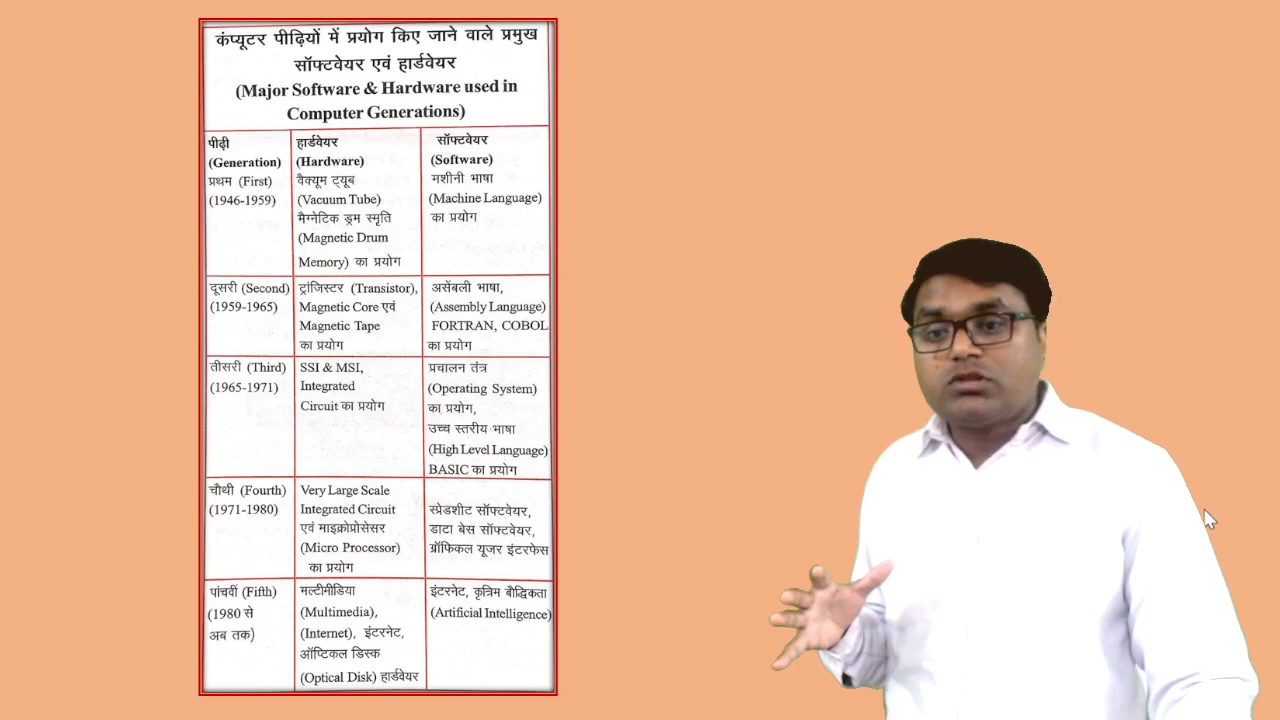 कंप्यूटर पीढ़ियों में प्रयोग किए जाने वाले प्रमुख
सॉफ्टवेयर एवं हार्डवेयर
(Major Software & Hardware used in
Computer Generations)
पीढ़ी
(Generation)
हार्डवेयर
(Hardware)
सॉफ्टवेयर
(Software)
प्रथम (First)
(1946-1959)
वैक्यूम ट्यूब
(Vacuum Tube)
मैग्नेटिक ड्रम स्मृति
(Magnetic Drum
Memory) का प्रयोग
मशीनी भाषा
(Machine Language)
का प्रयोग
दूसरी (Second)
(1959-1965)
ट्रांजिस्टर (Transistor),
Magnetic Core एवं
Magnetic Tape
का प्रयोग
असेंबली भाषा,
(Assembly Language)
FORTRAN, COBOL
का प्रयोग
तीसरी (Third)
(1965-1971)
SSI & MSI,
Integrated
Circuit का प्रयोग
प्रचालन तंत्र
(Operating System)
का प्रयोग,
उच्च स्तरीय भाषा
(High Level Language)
BASIC का प्रयोग
चौथी (Fourth)
(1971-1980)
Very Large Scale
Integrated Circuit
एवं माइक्रोप्रोसेसर
(Micro Processor)
का प्रयोग
स्प्रेडशीट सॉफ्टवेयर,
डाटा बेस सॉफ्टवेयर,
ग्रॉफिकल यूजर इंटरफेस
पांचवीं (Fifth)
(1980 से
अब तक)
मल्टीमीडिया
(Multimedia),
(Internet), इंटरनेट,
ऑप्टिकल डिस्क
(Optical Disk) हार्डवेयर
इंटरनेट, कृत्रिम बौद्धिकता
(Artificial Intelligence)